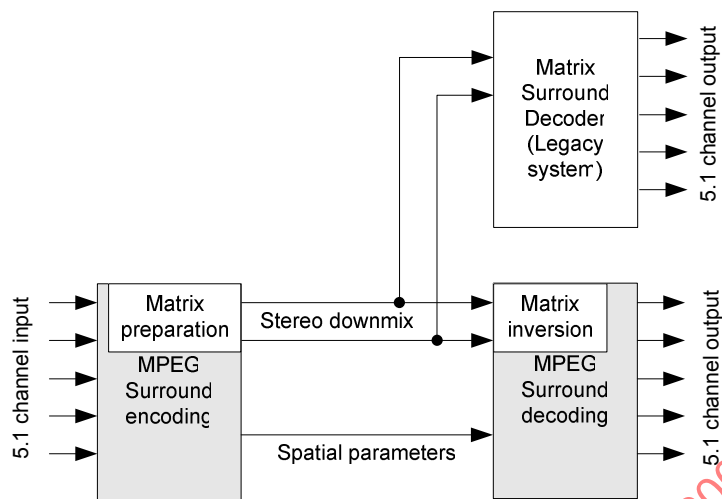 Matrix
Surround
Decoder
(Legacy
system)
5.1 channel output
5.1 channel input
Matrix
preparation
MPEG
Surround
encoding
Stereo downmix
Spatial parameters
Matrix
inversion
MPEG
Surround
decoding
5.1 channel output